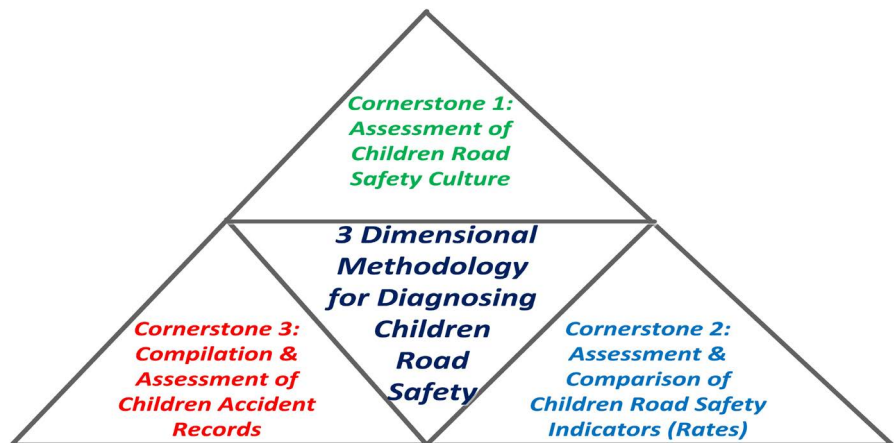 Cornerstone 1:
Assessment of
Children Road
Safety Culture
3 Dimensional
Methodology
for Diagnosing
Children
Road
Safety
Cornerstone 3:
Compilation &
Assessment of
Children Accident
Records
Cornerstone 2:
Assessment &
Comparison of
Children Road Safety
Indicators (Rates)